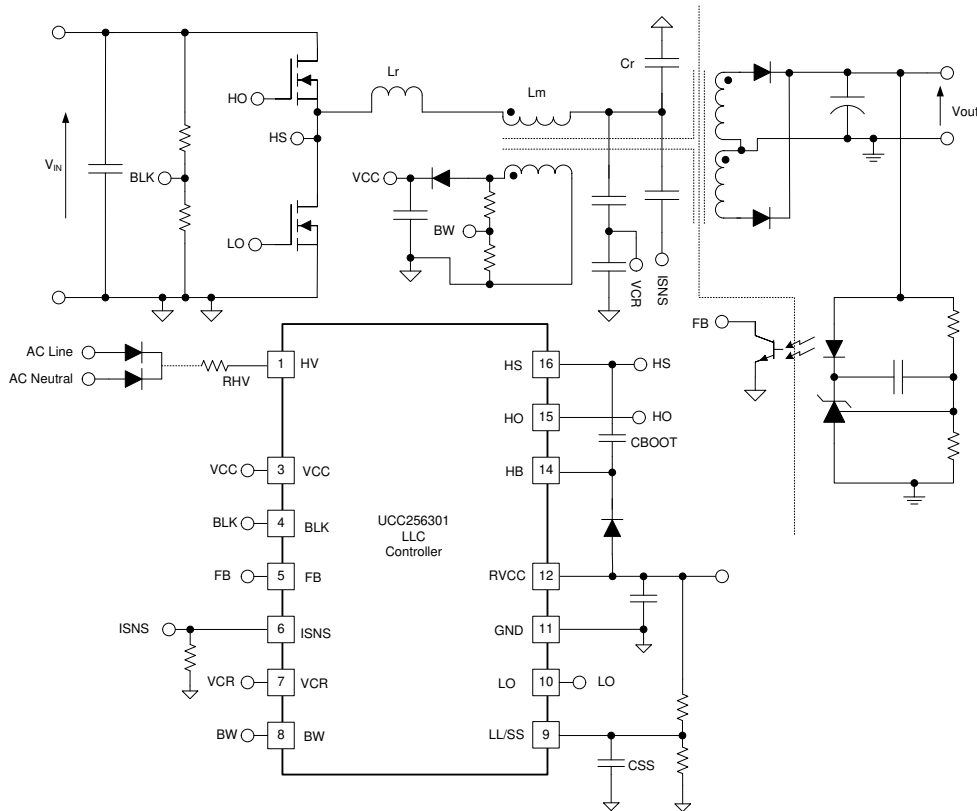 Cr
Lr
Lm
HO
HS
Vout
VIN
BLK
VCC
BW
LO
VCR
ISNS
FB
AC Line
AC Neutral
RHV
1
HV
16
HS
HS
15
HO
HO
CBOOT
VCC
3
VCC
14
HB
BLK
4
BLK
UCC256301
LLC
Controller
FB
5
FB
12
RVCC
ISNS
6
ISNS
11
GND
VCR
7
VCR
10
LO
LO
BW
8
BW
9
LL/SS
CSS